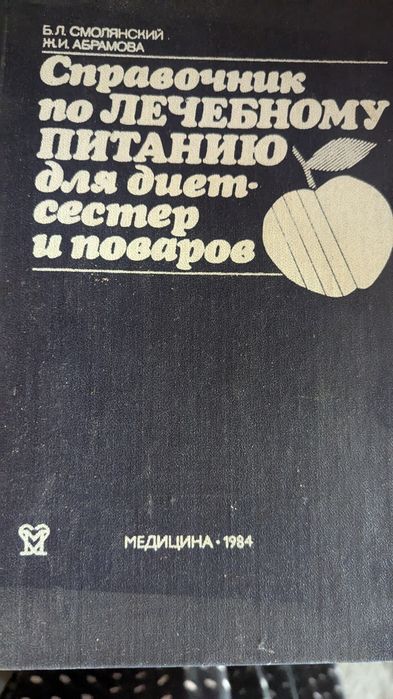 Б.Л. СМОЛЯНСКИЙ
Ж.И. АБРАМОВА
Справочник
по ЛЕЧЕБНОМУ
ПИТАНИЮ
для диет-
сестер
и поваров
МЕДИЦИНА • 1984